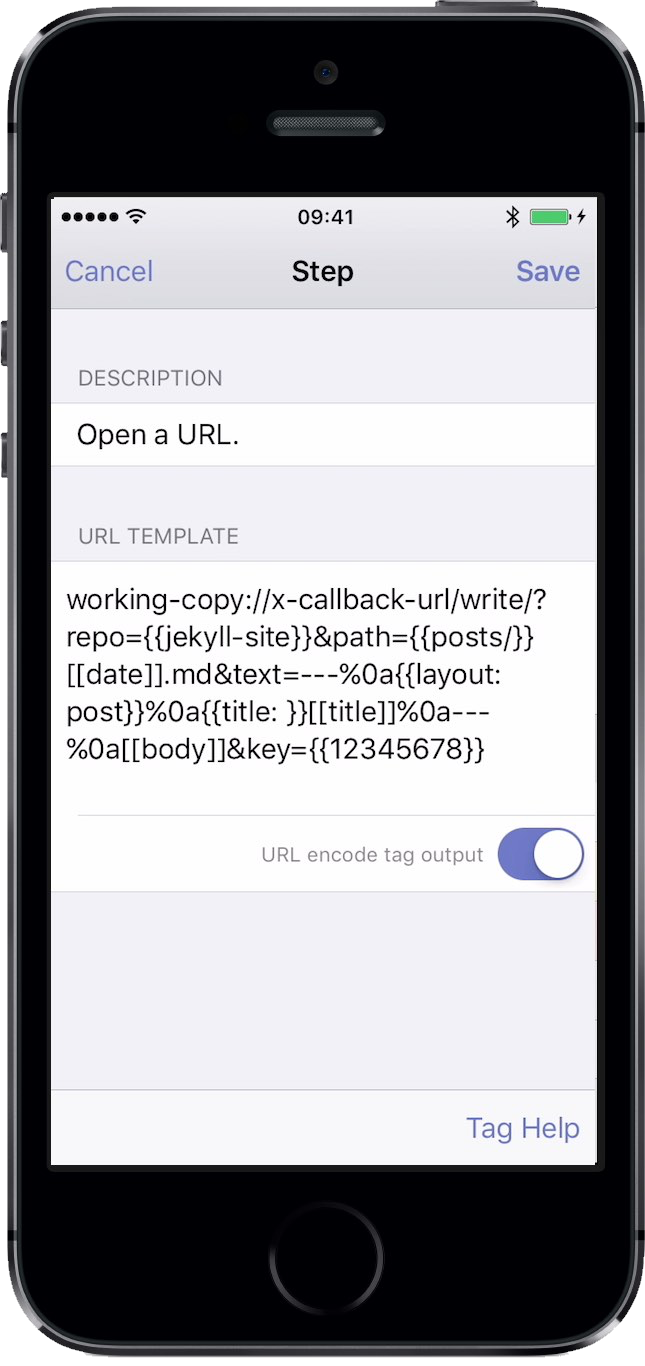 09:41
Cancel Step Save
DESCRIPTION
Open a URL.
URL TEMPLATE
working-copy://x-callback-url/write/?
repo={{jekyll-site}}&path={{posts/}}
[[date]].md&text=---%0a{{layout:
post}}%0a{{title: }}[[title]]%0a---
%0a[[body]]&key={{12345678}}
URL encode tag output
Tag Help